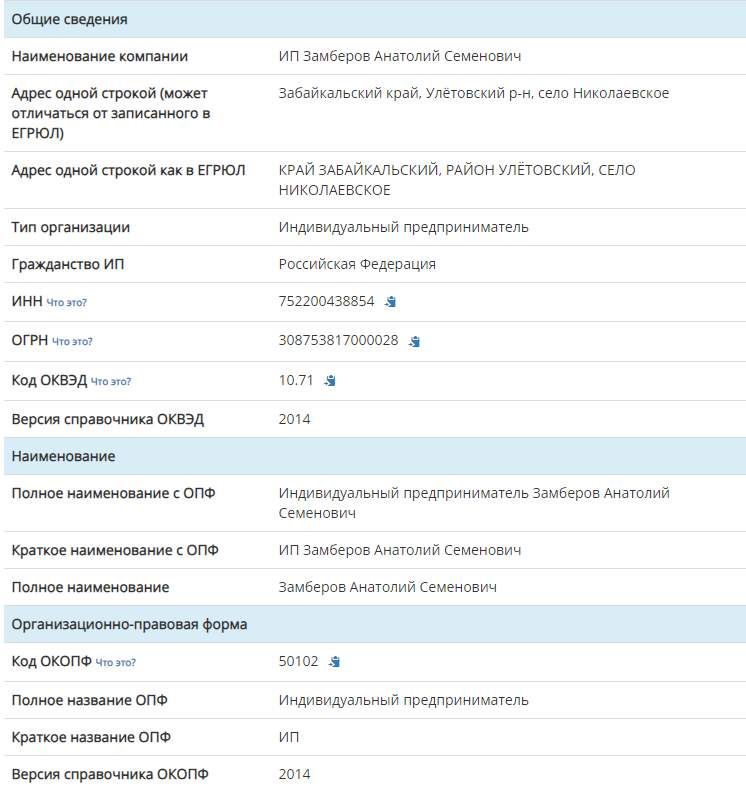 Общие сведения
Наименование компании ИП Замберов Анатолий Семенович
Адрес одной строкой (может Забайкальский край, Улётовский р-н, село Николаевское
отличаться от записанного в
ЕГРЮЛ)
Адрес одной строкой как в ЕГРЮЛ КРАЙ ЗАБАЙКАЛЬСКИЙ, РАЙОН УЛЁТОВСКИЙ, СЕЛО
НИКОЛАЕВСКОЕ
Тип организации Индивидуальный предприниматель
Гражданство ИП Российская Федерация
ИНН Что это? 752200438854
ОГРН Что это? 308753817000028
Код ОКВЭД Что это? 10.71
Версия справочника ОКВЭД 2014
Наименование
Полное наименование с ОПФ Индивидуальный предприниматель Замберов Анатолий
Семенович
Краткое наименование с ОПФ ИП Замберов Анатолий Семенович
Полное наименование Замберов Анатолий Семенович
Организационно-правовая форма
Код ОКОПФ Что это? 50102
Полное название ОПФ Индивидуальный предприниматель
Краткое название ОПФ ИП
Версия справочника ОКОПФ 2014